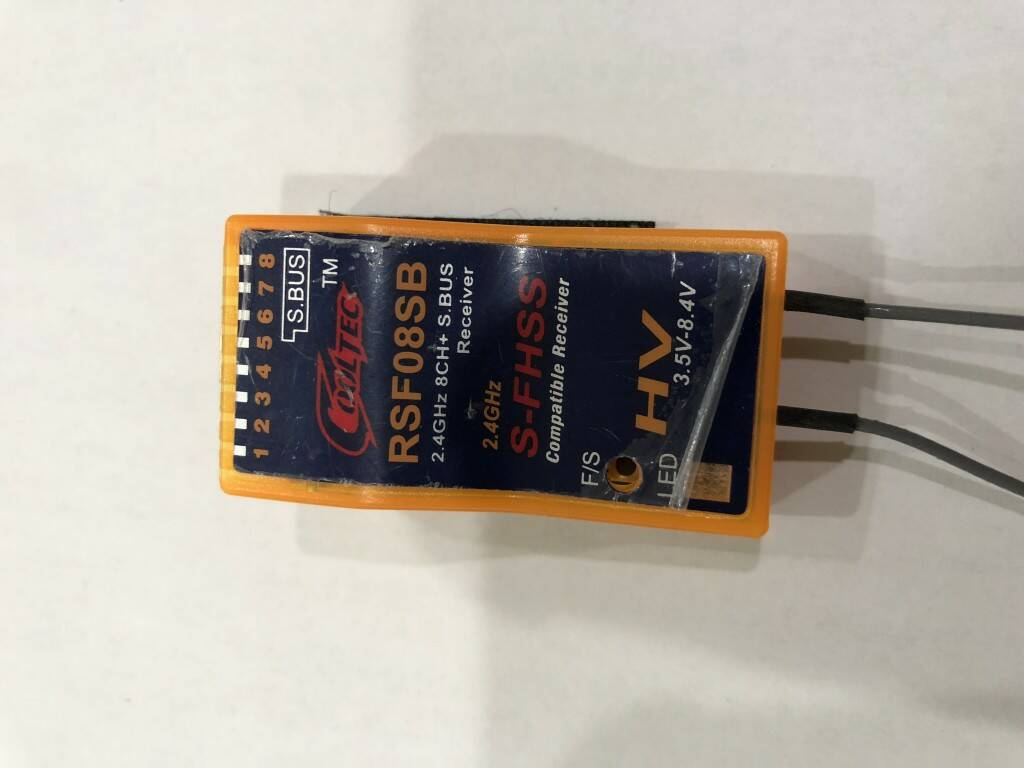 1 2 3 4 5 6 7 8
S.BUS
COOLTEC TM
RSF08SB
2.4GHz 8CH+ S.BUS
Receiver
2.4GHz
S-FHSS
Compatible Receiver
F/S
HV
3.5V-8.4V
LED